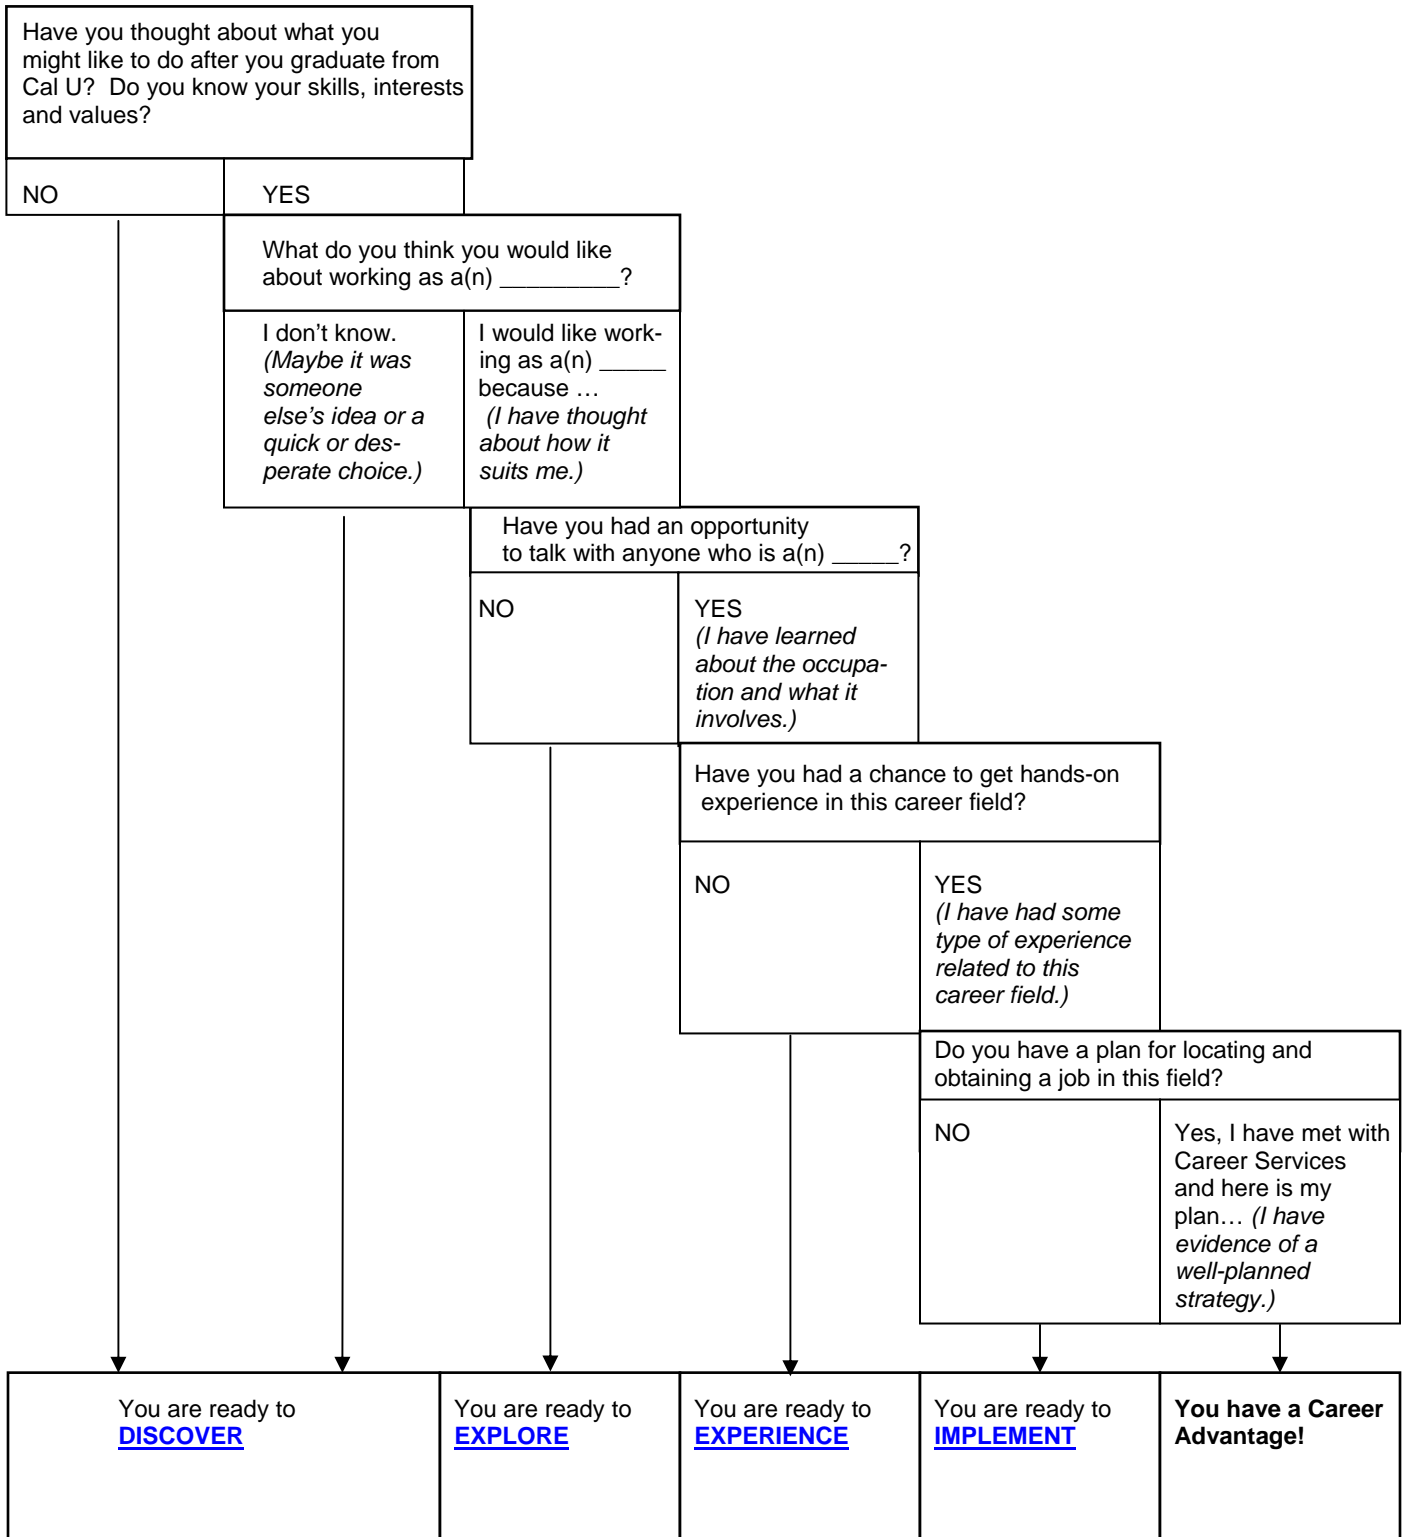 Have you thought about what you
might like to do after you graduate from
Cal U?  Do you know your skills, interests
and values?
NO
YES
What do you think you would like
about working as a(n) _________?
I don’t know.
(Maybe it was
someone
else’s idea or a
quick or des-
perate choice.)
I would like work-
ing as a(n) _____
because …
(I have thought
about how it
suits me.)
Have you had an opportunity
to talk with anyone who is a(n) _____?
NO
YES
(I have learned
about the occupa-
tion and what it
involves.)
Have you had a chance to get hands-on
experience in this career field?
NO
YES
(I have had some
type of experience
related to this
career field.)
Do you have a plan for locating and
obtaining a job in this field?
NO
Yes, I have met with
Career Services
and here is my
plan… (I have
evidence of a
well-planned
strategy.)
You are ready to
DISCOVER
You are ready to
EXPLORE
You are ready to
EXPERIENCE
You are ready to
IMPLEMENT
You have a Career
Advantage!